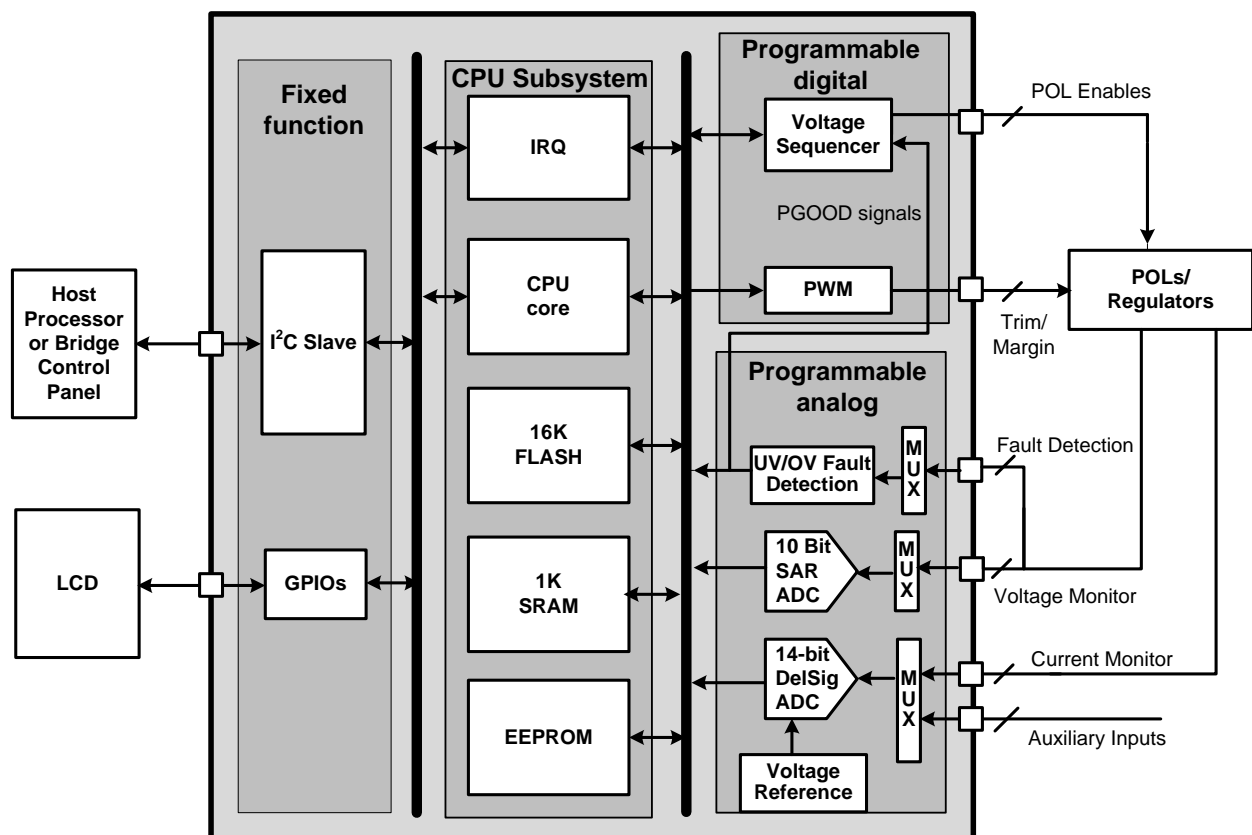 Fixed
function
CPU Subsystem
Programmable
digital
IRQ
Voltage
Sequencer
POL Enables
PGOOD signals
Host
Processor
or Bridge
Control
Panel
I²C Slave
CPU
core
PWM
Trim/
Margin
POLs/
Regulators
Programmable
analog
16K
FLASH
UV/OV Fault
Detection
MUX
Fault Detection
LCD
GPIOs
1K
SRAM
10 Bit
SAR
ADC
MUX
Voltage Monitor
EEPROM
14-bit
DelSig
ADC
MUX
Current Monitor
Auxiliary Inputs
Voltage
Reference